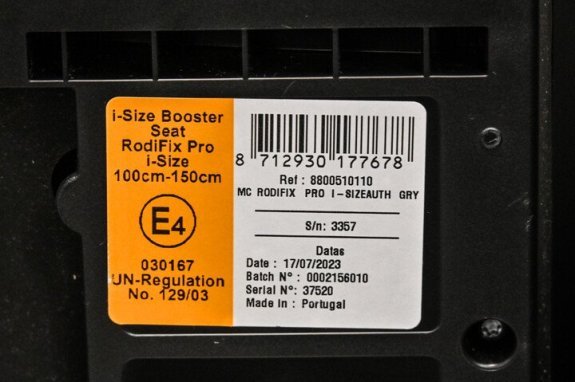 i-Size Booster
Seat
RodiFix Pro
i-Size
100cm-150cm
E4
030167
UN-Regulation
No. 129/03
8 712930 177678
Ref : 8800510110
MC RODIFIX PRO I-SIZEAUTH GRY
S/n: 3357
Datas
Date : 17/07/2023
Batch N° : 0002156010
Serial N°: 37520
Made in : Portugal